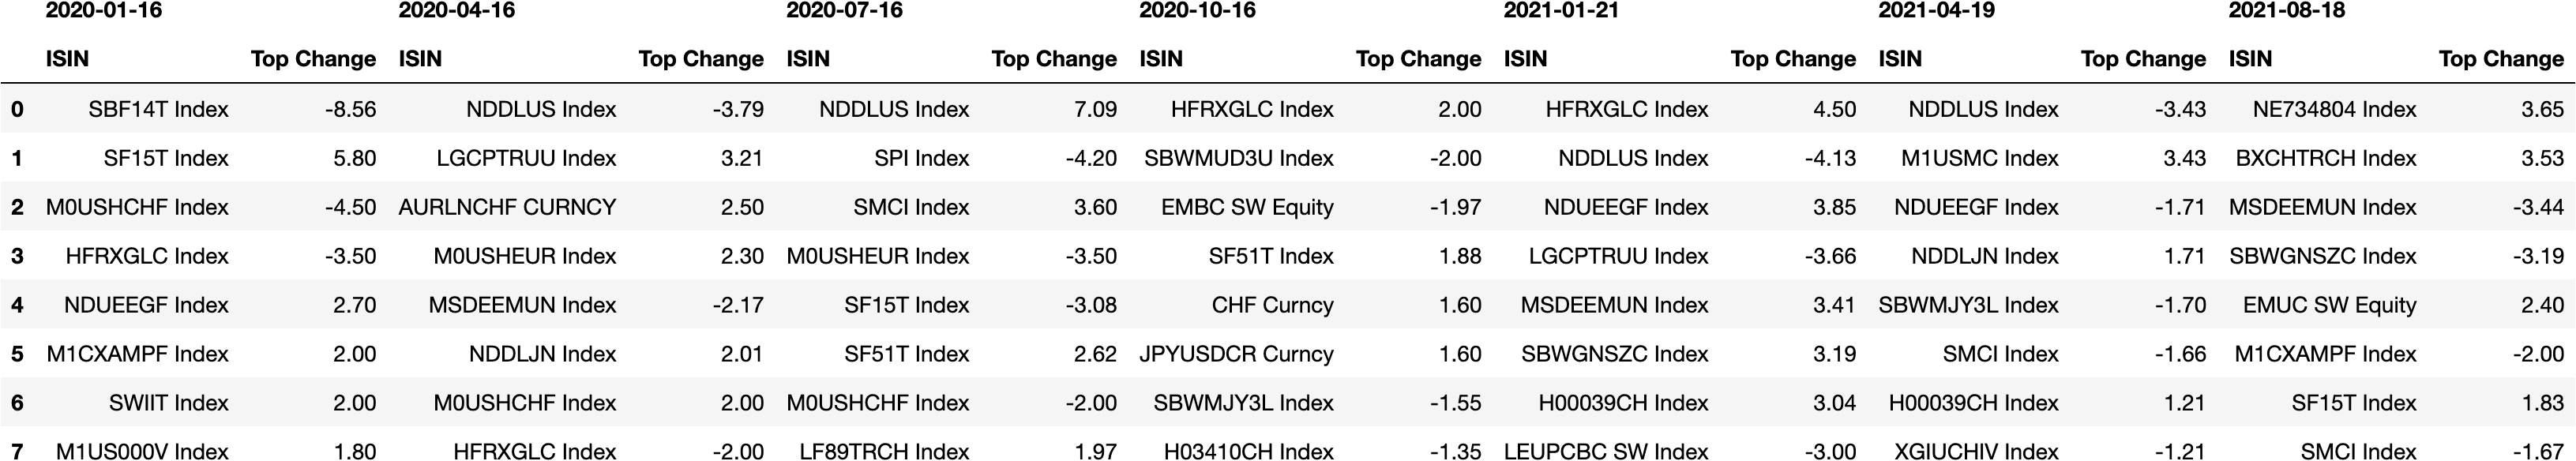 2020-01-16 2020-04-16 2020-07-16 2020-10-16 2021-01-21 2021-04-19 2021-08-18
ISIN Top Change ISIN Top Change ISIN Top Change ISIN Top Change ISIN Top Change ISIN Top Change ISIN Top Change
0 SBF14T Index -8.56 NDDLUS Index -3.79 NDDLUS Index 7.09 HFRXGLC Index 2.00 HFRXGLC Index 4.50 NDDLUS Index -3.43 NE734804 Index 3.65
1 SF15T Index 5.80 LGCPTRUU Index 3.21 SPI Index -4.20 SBWMUD3U Index -2.00 NDDLUS Index -4.13 M1USMC Index 3.43 BXCHTRCH Index 3.53
2 M0USHCHF Index -4.50 AURLNCHF CURNCY 2.50 SMCI Index 3.60 EMBC SW Equity -1.97 NDUEEGF Index 3.85 NDUEEGF Index -1.71 MSDEEMUN Index -3.44
3 HFRXGLC Index -3.50 M0USHEUR Index 2.30 M0USHEUR Index -3.50 SF51T Index 1.88 LGCPTRUU Index -3.66 NDDLJN Index 1.71 SBWGNSZC Index -3.19
4 NDUEEGF Index 2.70 MSDEEMUN Index -2.17 SF15T Index -3.08 CHF Curncy 1.60 MSDEEMUN Index 3.41 SBWMJY3L Index -1.70 EMUC SW Equity 2.40
5 M1CXAMPF Index 2.00 NDDLJN Index 2.01 SF51T Index 2.62 JPYUSDCR Curncy 1.60 SBWGNSZC Index 3.19 SMCI Index -1.66 M1CXAMPF Index -2.00
6 SWIIT Index 2.00 M0USHCHF Index 2.00 M0USHCHF Index -2.00 SBWMJY3L Index -1.55 H00039CH Index 3.04 H00039CH Index 1.21 SF15T Index 1.83
7 M1US000V Index 1.80 HFRXGLC Index -2.00 LF89TRCH Index 1.97 H03410CH Index -1.35 LEUPCBC SW Index -3.00 XGIUCHIV Index -1.21 SMCI Index -1.67